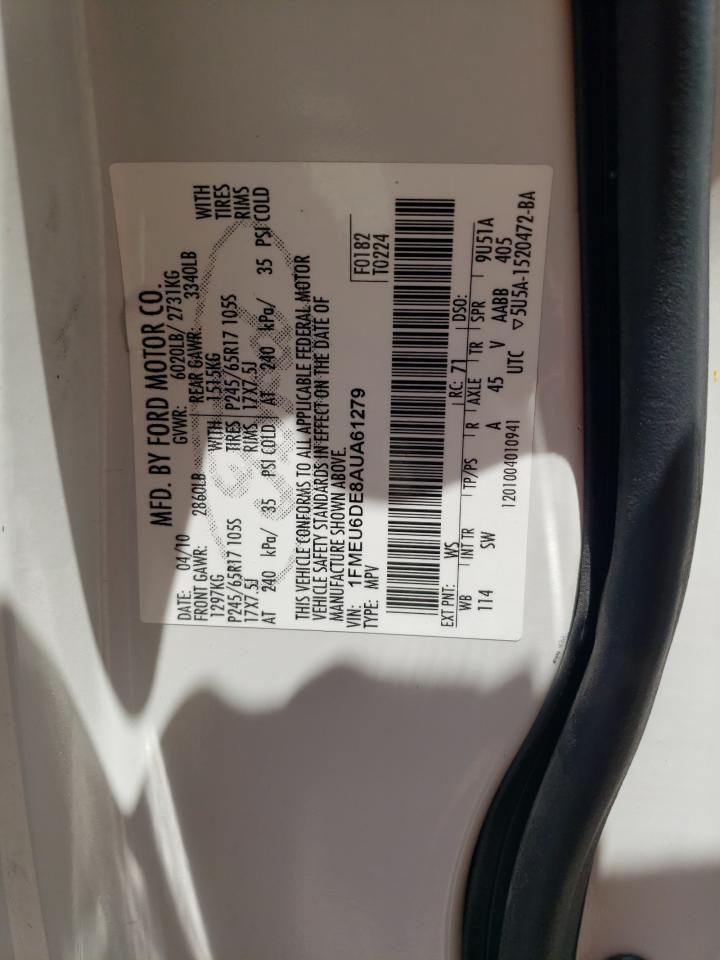 MFD. BY FORD MOTOR CO.
DATE: 04/10 GVWR: 6020LB/ 2731KG
FRONT GAWR: 2860LB REAR GAWR: 3340LB
1297KG WITH 1515KG WITH
P245/65R17 105S TIRES P245/65R17 105S TIRES
17X7.5J RIMS 17X7.5J RIMS
AT 240 kPa/ 35 PSI COLD AT 240 kPa/ 35 PSI COLD
THIS VEHICLE CONFORMS TO ALL APPLICABLE FEDERAL MOTOR
VEHICLE SAFETY STANDARDS IN EFFECT ON THE DATE OF
MANUFACTURE SHOWN ABOVE.
VIN: 1FMEU6DE8AUA61279
TYPE: MPV
F0182
T0224
EXT PNT: WS RC: 71 DSO:
WB INT TR TP/PS R AXLE TR SPR 9U51A
114 SW A 45 V AABB 405
1201004010941 UTC ▽5U5A-1520472-BA